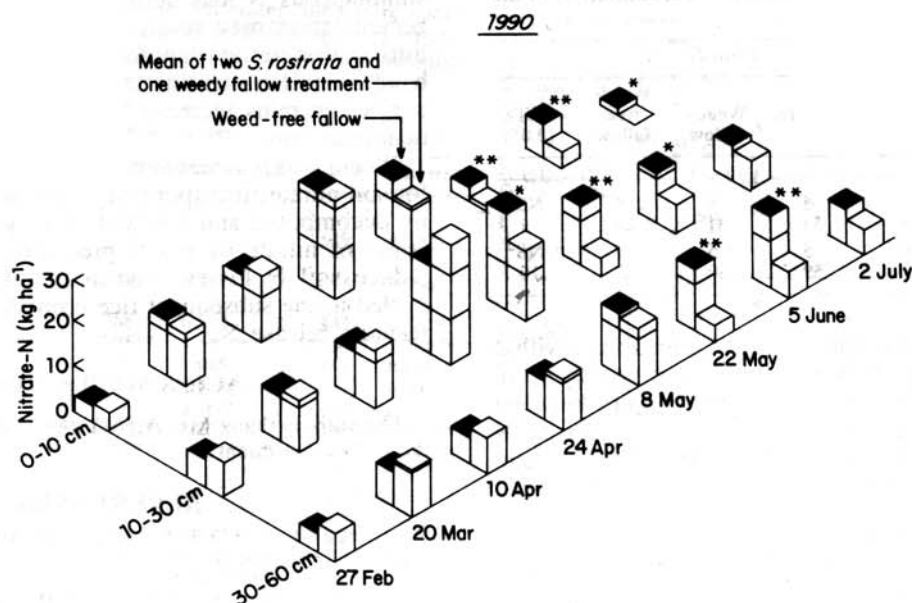 1990
Mean of two S. rostrata and
one weedy fallow treatment
Weed-free fallow
**
*
**
*
**
*
**
**
Nitrate-N (kg ha⁻¹)
30
20
10
0
0-10 cm
10-30 cm
30-60 cm
27 Feb
20 Mar
10 Apr
24 Apr
8 May
22 May
5 June
2 July